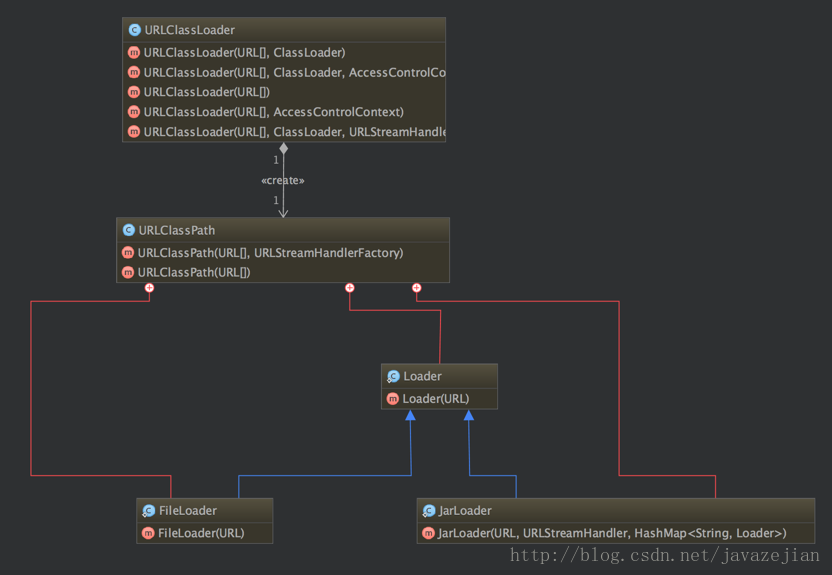 URLClassLoader
URLClassLoader(URL[], ClassLoader)
URLClassLoader(URL[], ClassLoader, AccessControlCo
URLClassLoader(URL[])
URLClassLoader(URL[], AccessControlContext)
URLClassLoader(URL[], ClassLoader, URLStreamHandle
1
«create»
1
URLClassPath
URLClassPath(URL[], URLStreamHandlerFactory)
URLClassPath(URL[])
Loader
Loader(URL)
FileLoader
FileLoader(URL)
JarLoader
JarLoader(URL, URLStreamHandler, HashMap<String, Loader>)
http://blog.csdn.net/javazejian